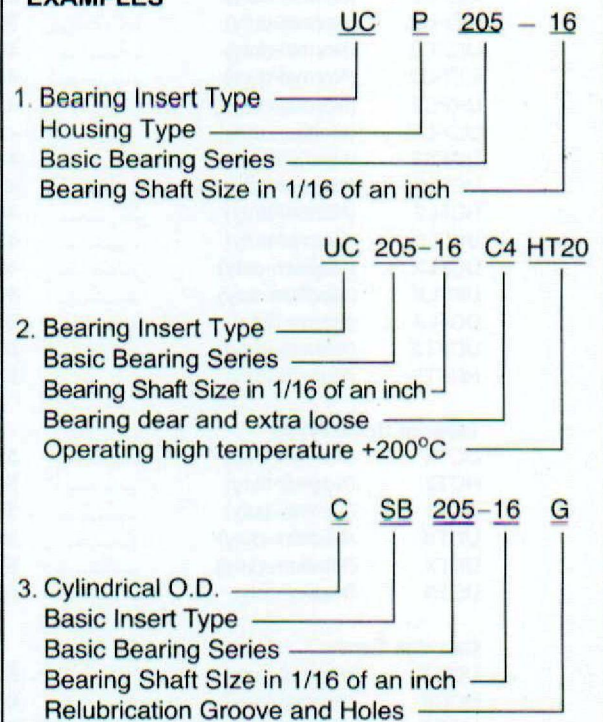 EXAMPLES
UC P 205 – 16
1. Bearing Insert Type
Housing Type
Basic Bearing Series
Bearing Shaft Size in 1/16 of an inch
UC 205–16 C4 HT20
2. Bearing Insert Type
Basic Bearing Series
Bearing Shaft Size in 1/16 of an inch
Bearing dear and extra loose
Operating high temperature +200°C
C SB 205–16 G
3. Cylindrical O.D.
Basic Insert Type
Basic Bearing Series
Bearing Shaft SIze in 1/16 of an inch
Relubrication Groove and Holes